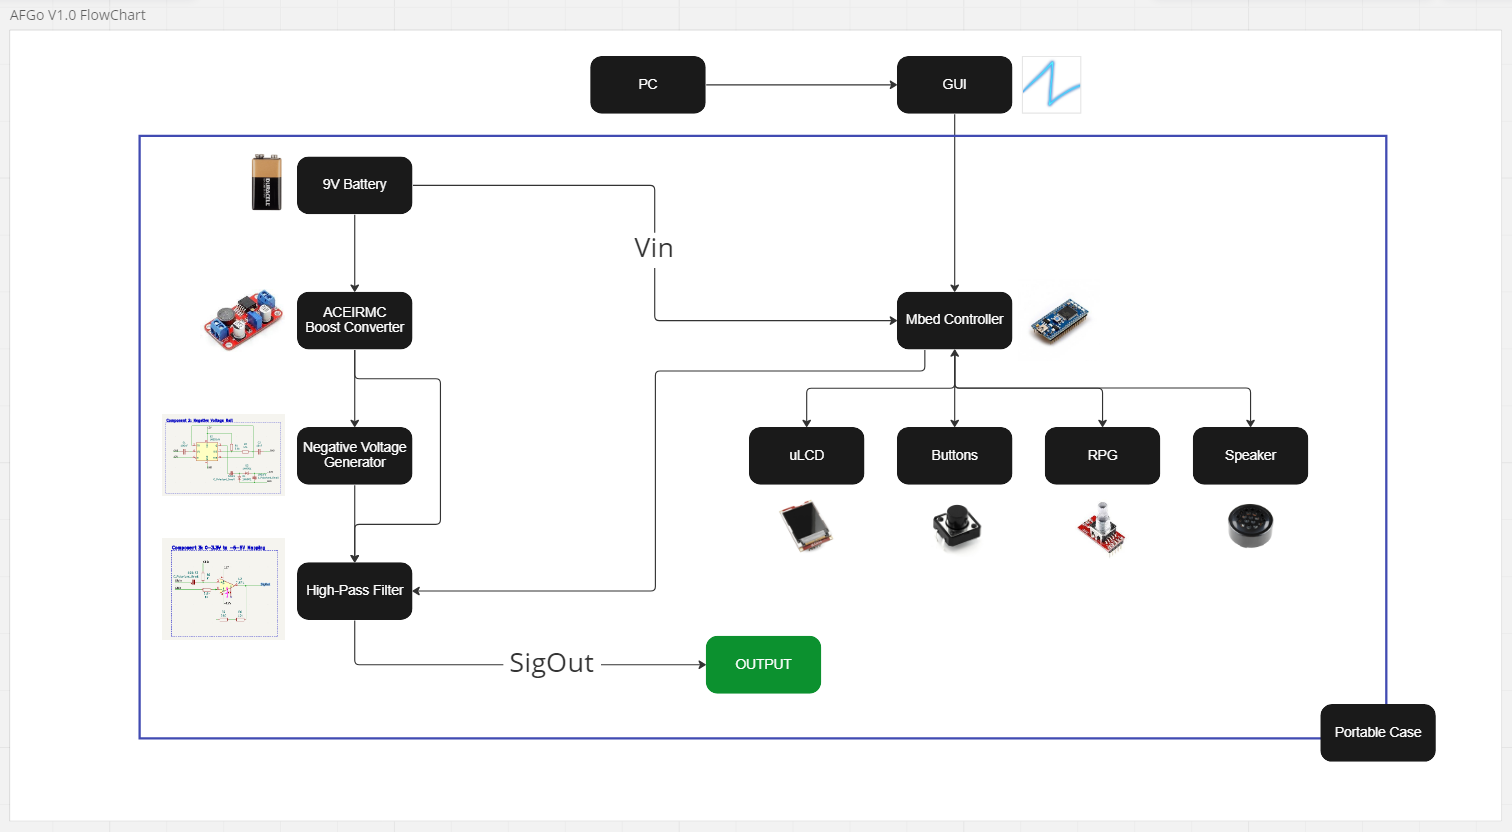 AFGo V1.0 FlowChart
PC
GUI
9V Battery
DURACELL
Vin
ACEIRMC
Boost Converter
Mbed Controller
Negative Voltage
Generator
uLCD
Buttons
RPG
Speaker
High-Pass Filter
SigOut
OUTPUT
Portable Case